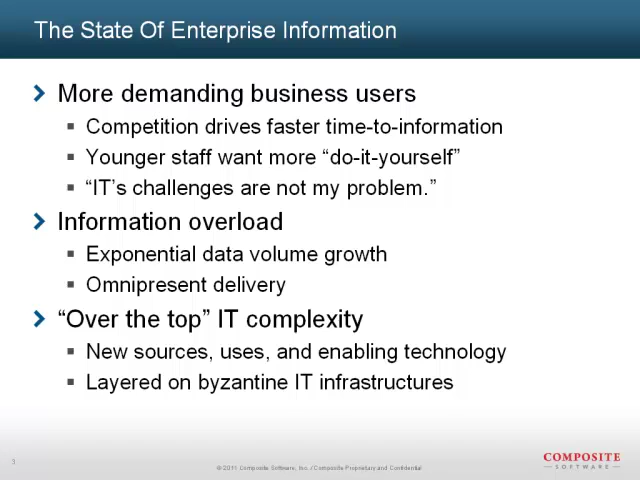 The State Of Enterprise Information
More demanding business users
Competition drives faster time-to-information
Younger staff want more “do-it-yourself”
“IT’s challenges are not my problem.”
Information overload
Exponential data volume growth
Omnipresent delivery
“Over the top” IT complexity
New sources, uses, and enabling technology
Layered on byzantine IT infrastructures
3
© 2011 Composite Software, Inc. / Composite Proprietary and Confidential
COMPOSITE
SOFTWARE